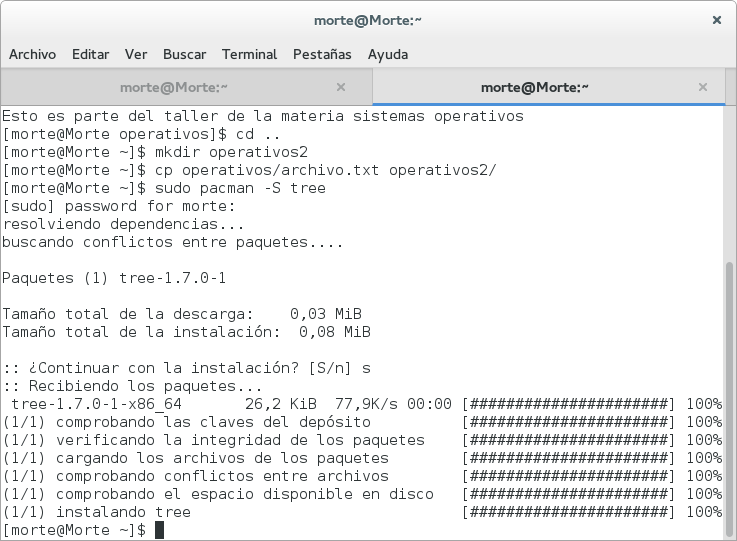 morte@Morte:~
Archivo Editar Ver Buscar Terminal Pestañas Ayuda
morte@Morte:~ × morte@Morte:~ ×
Esto es parte del taller de la materia sistemas operativos
[morte@Morte operativos]$ cd ..
[morte@Morte ~]$ mkdir operativos2
[morte@Morte ~]$ cp operativos/archivo.txt operativos2/
[morte@Morte ~]$ sudo pacman -S tree
[sudo] password for morte:
resolviendo dependencias...
buscando conflictos entre paquetes....
Paquetes (1) tree-1.7.0-1
Tamaño total de la descarga:    0,03 MiB
Tamaño total de la instalación:  0,08 MiB
:: ¿Continuar con la instalación? [S/n] s
:: Recibiendo los paquetes...
 tree-1.7.0-1-x86_64       26,2 KiB  77,9K/s 00:00 [######################] 100%
(1/1) comprobando las claves del depósito          [######################] 100%
(1/1) verificando la integridad de los paquetes    [######################] 100%
(1/1) cargando los archivos de los paquetes        [######################] 100%
(1/1) comprobando conflictos entre archivos        [######################] 100%
(1/1) comprobando el espacio disponible en disco   [######################] 100%
(1/1) instalando tree                              [######################] 100%
[morte@Morte ~]$